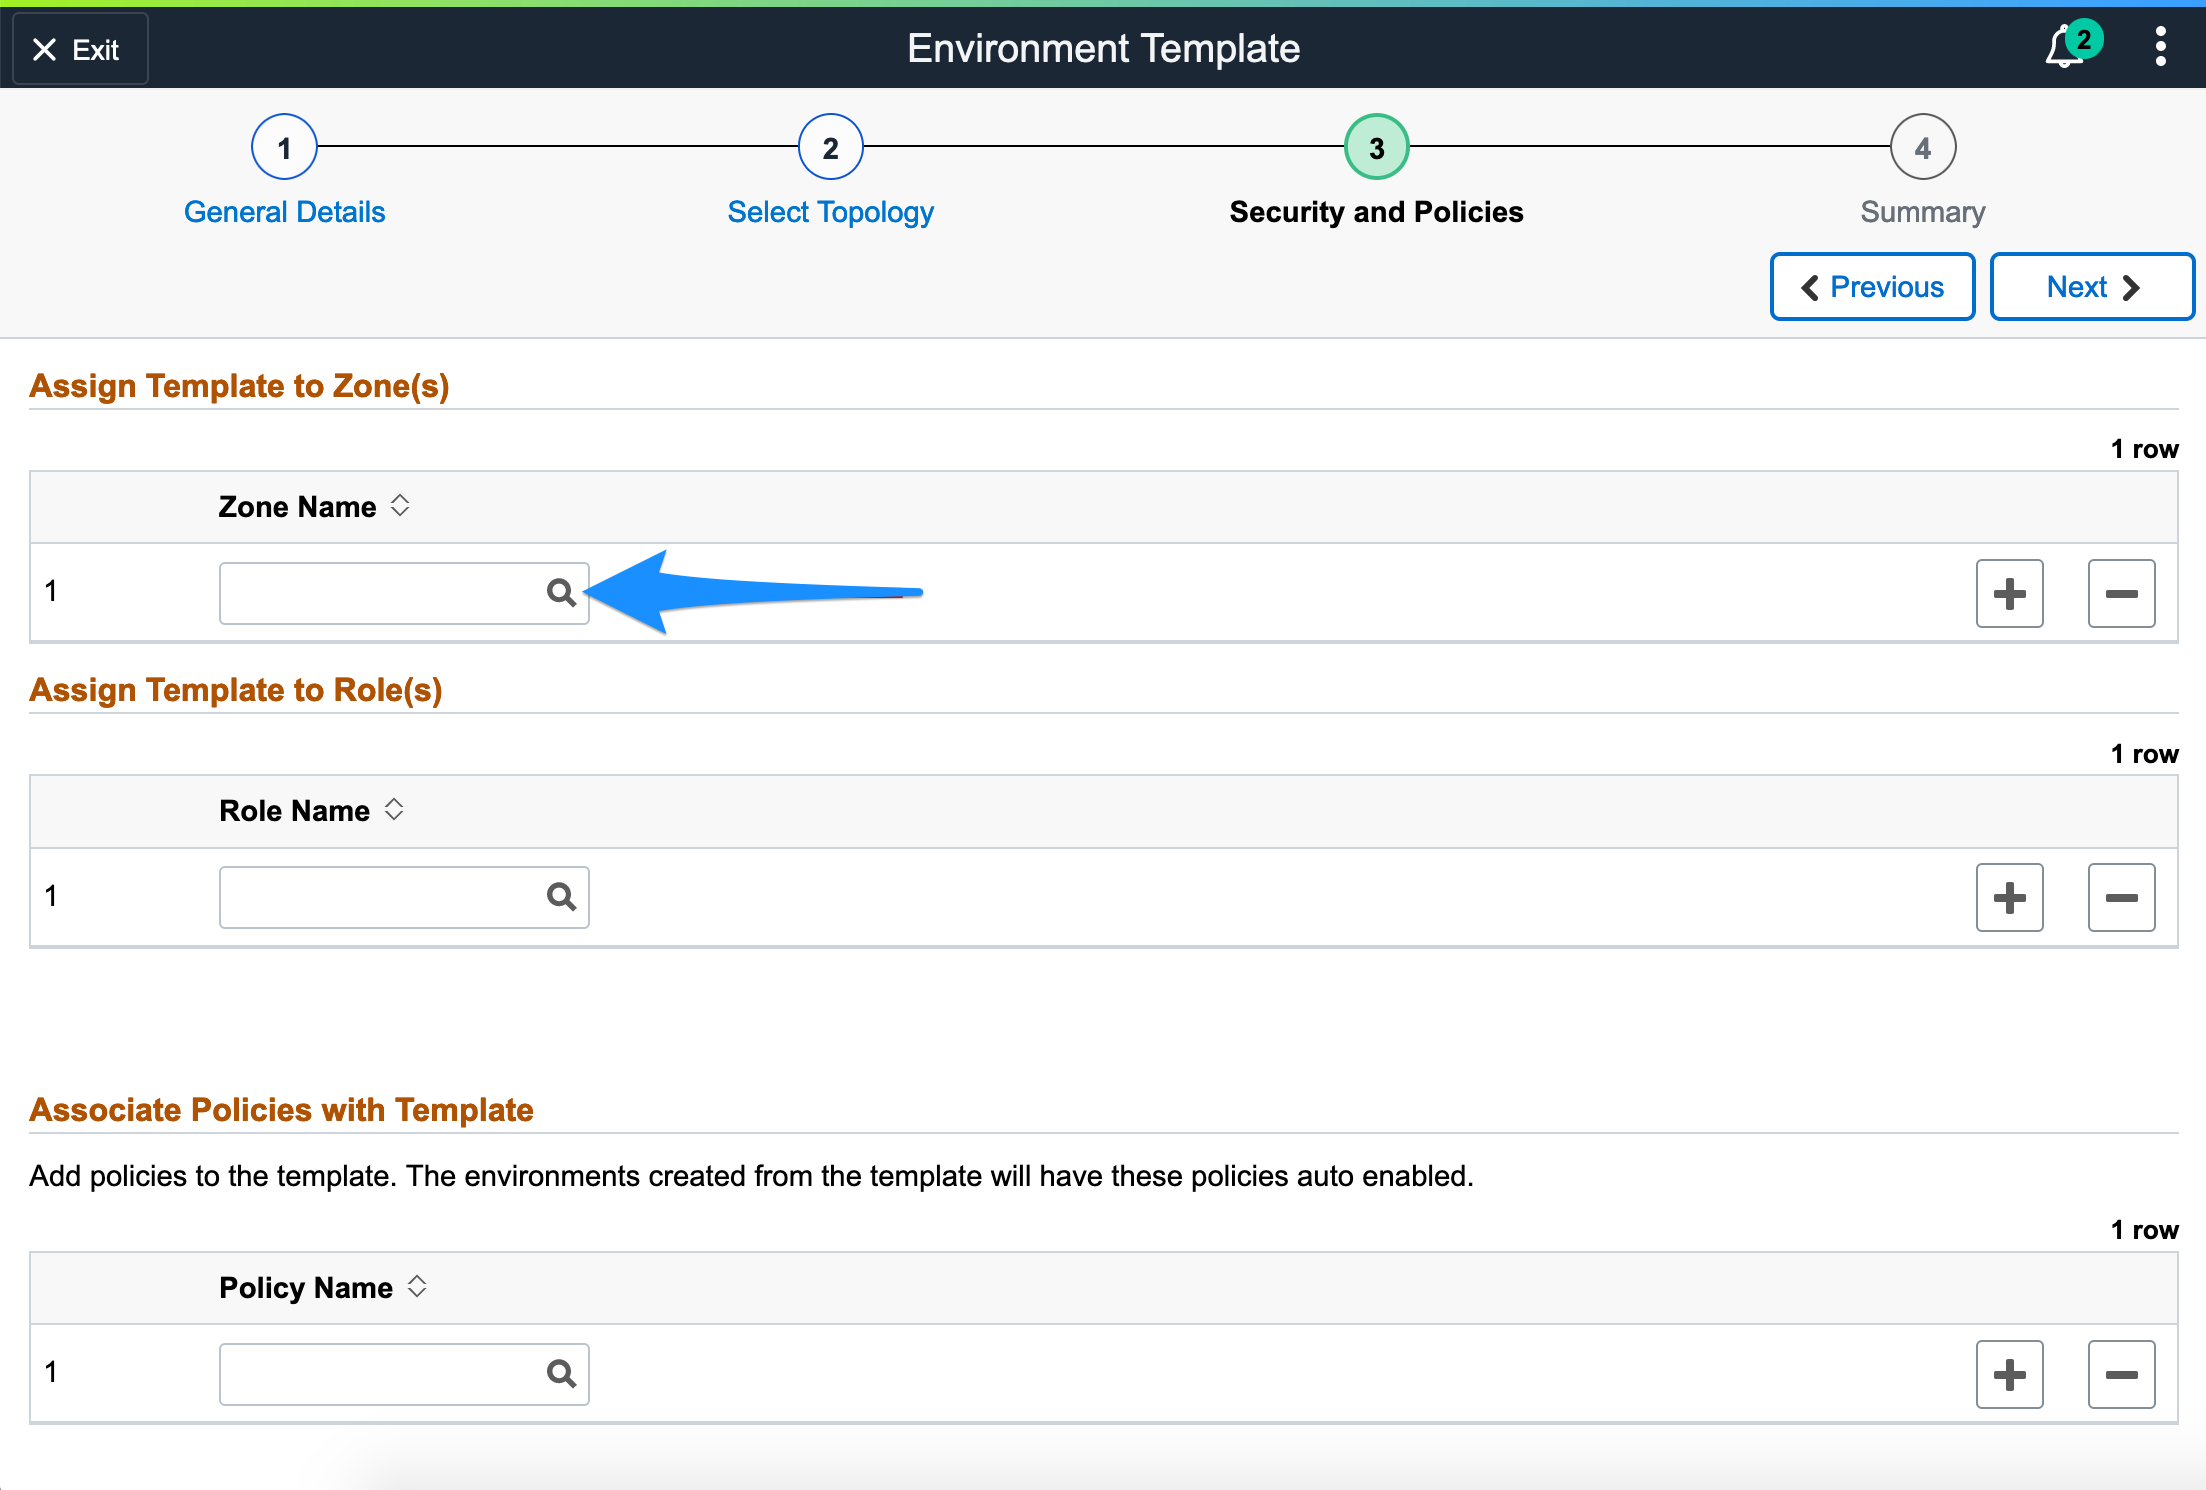 Exit
Environment Template
2
1
2
3
4
General Details
Select Topology
Security and Policies
Summary
Previous
Next
Assign Template to Zone(s)
1 row
Zone Name
1
Assign Template to Role(s)
1 row
Role Name
1
Associate Policies with Template
Add policies to the template. The environments created from the template will have these policies auto enabled.
1 row
Policy Name
1